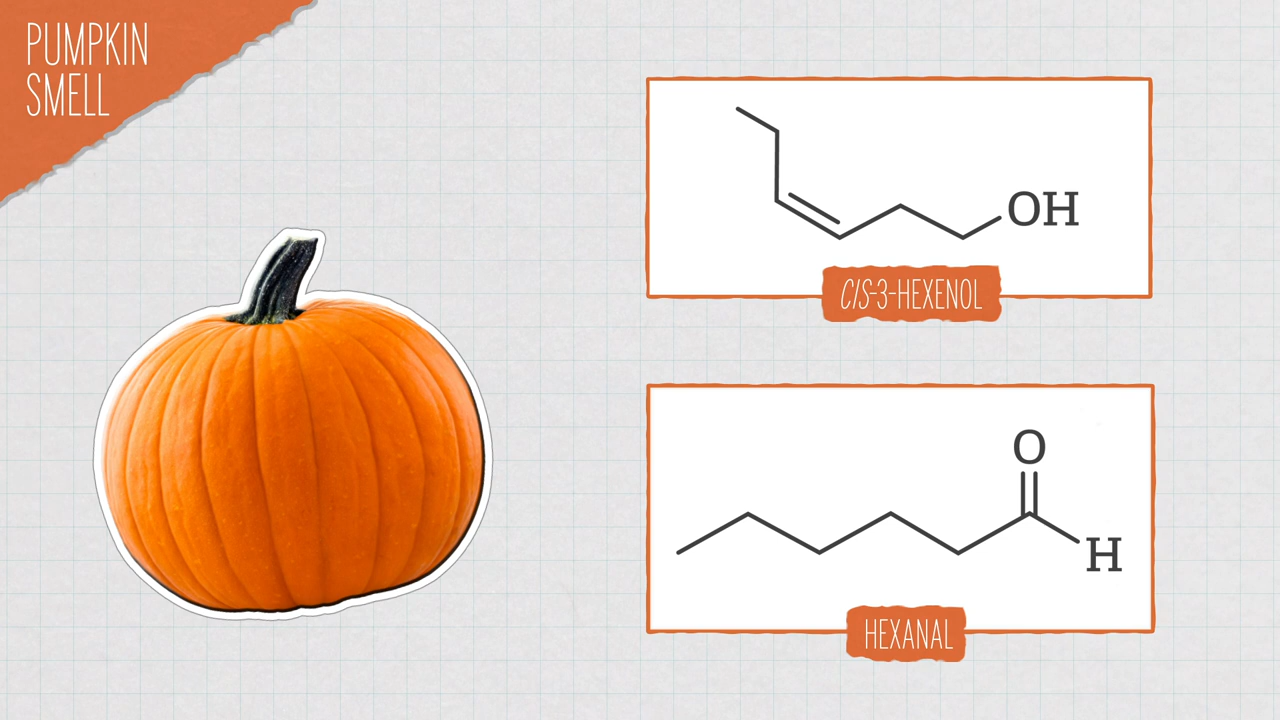 PUMPKIN
SMELL
OH
CIS-3-HEXENOL
O
H
HEXANAL